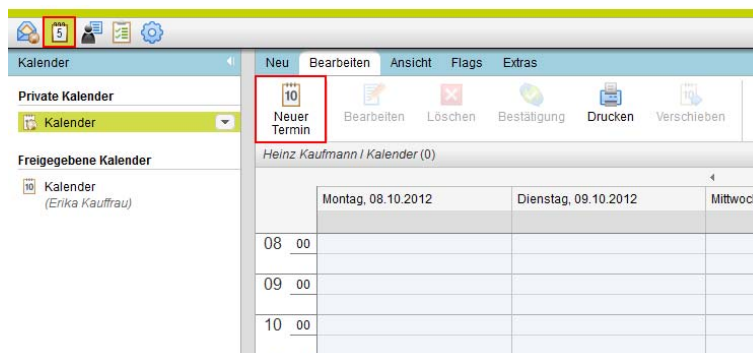 5
Kalender
Neu Bearbeiten Ansicht Flags Extras
Private Kalender
Kalender
Freigegebene Kalender
10 Kalender
(Erika Kauffrau)
10
Neuer
Termin
Bearbeiten
Löschen
Bestätigung
Drucken
10
Verschieben
Heinz Kaufmann / Kalender (0)
Montag, 08.10.2012 Dienstag, 09.10.2012 Mittwoc
08 00
09 00
10 00